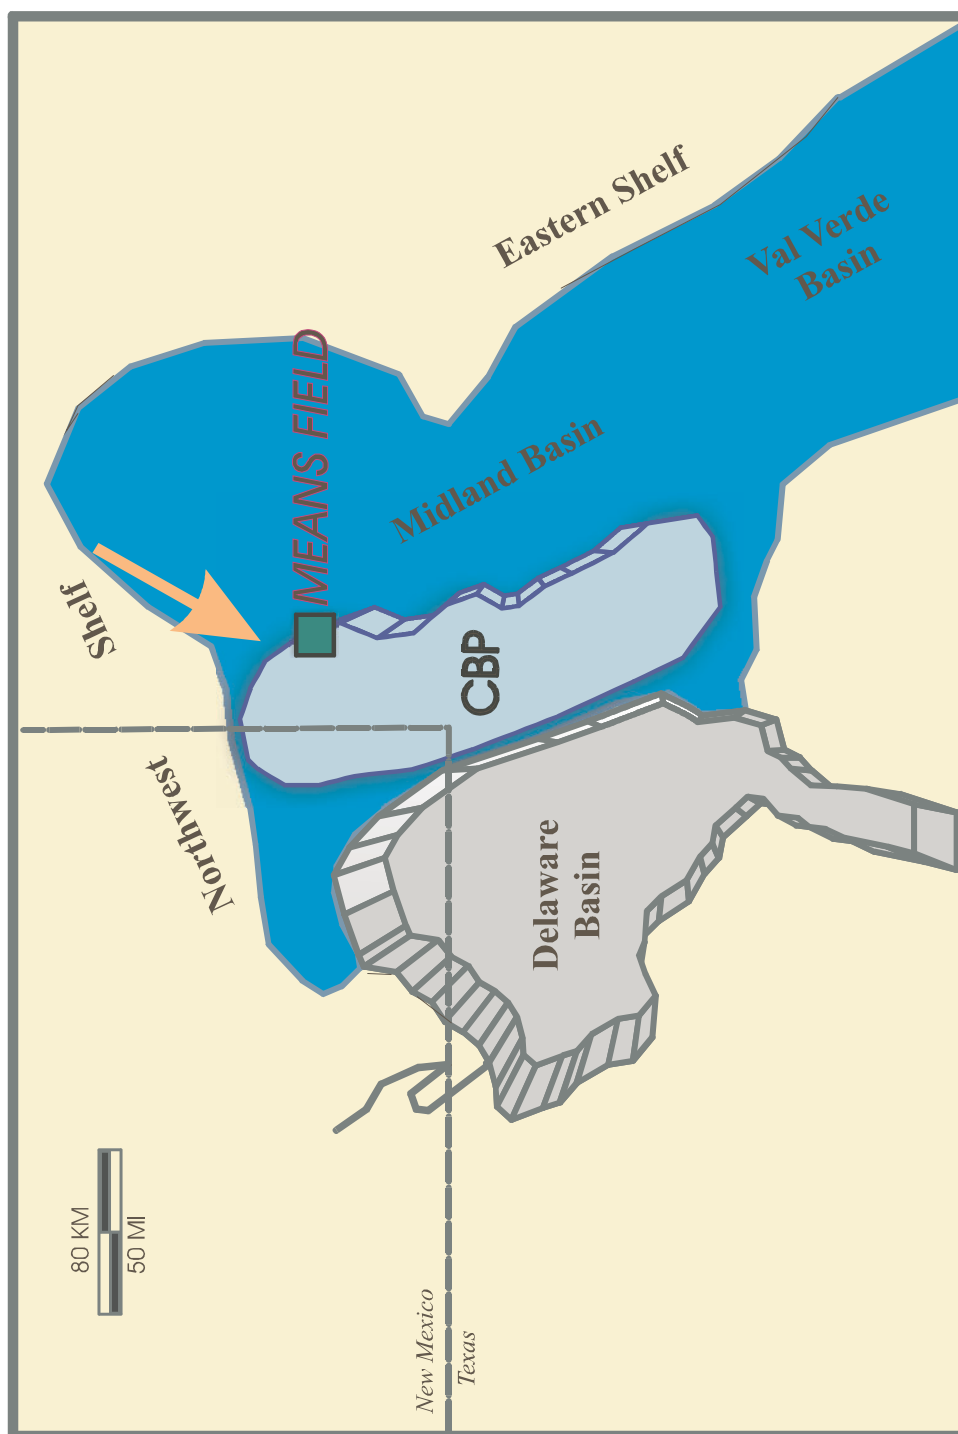 Northwest
Shelf
MEANS FIELD
Eastern Shelf
Midland Basin
Val Verde
Basin
CBP
Delaware
Basin
80 KM
50 MI
New Mexico
Texas